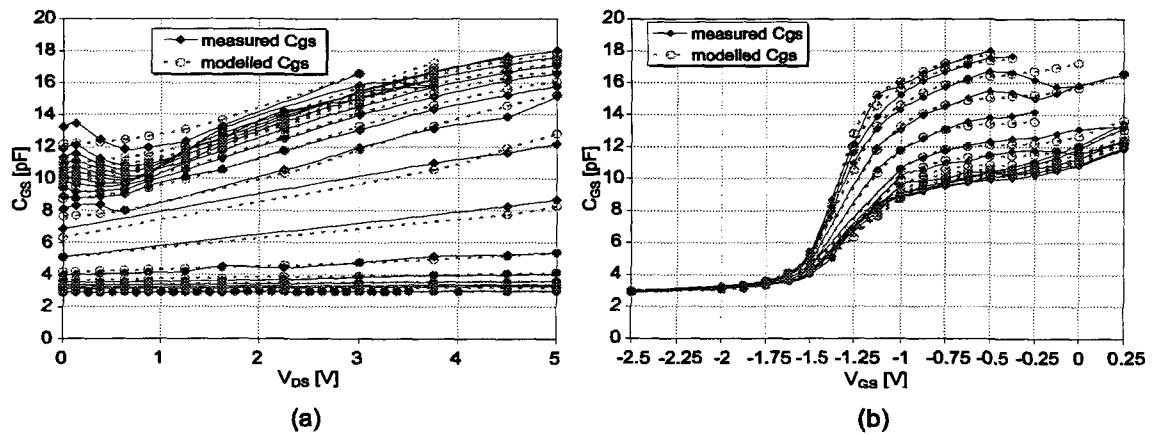 20
18
16
14
12
10
8
6
4
2
0
C_GS [pF]
measured Cgs
modelled Cgs
0 1 2 3 4 5
V_DS [V]
(a)
20
18
16
14
12
10
8
6
4
2
0
C_GS [pF]
measured Cgs
modelled Cgs
-2.5 -2.25 -2 -1.75 -1.5 -1.25 -1 -0.75 -0.5 -0.25 0 0.25
V_GS [V]
(b)